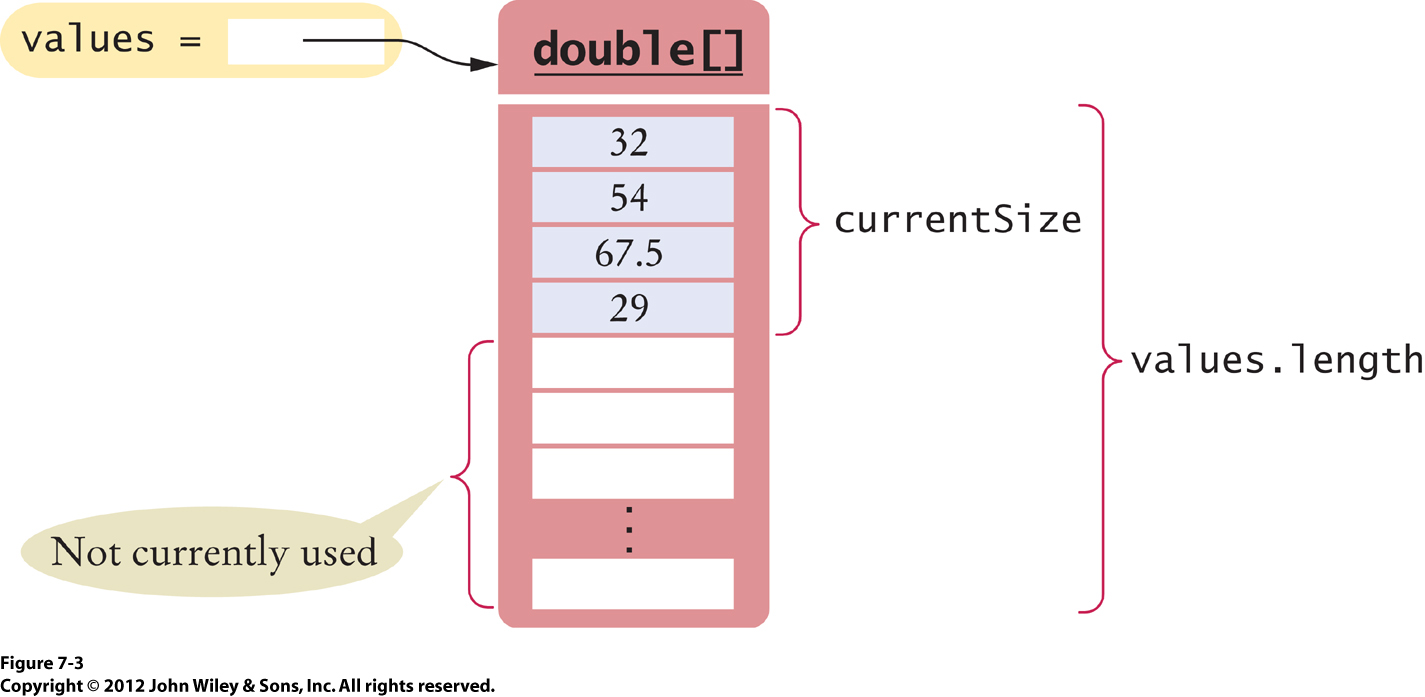 values =
double[]
32
54
67.5
29
currentSize
values.length
Not currently used
Figure 7-3
Copyright © 2012 John Wiley & Sons, Inc. All rights reserved.